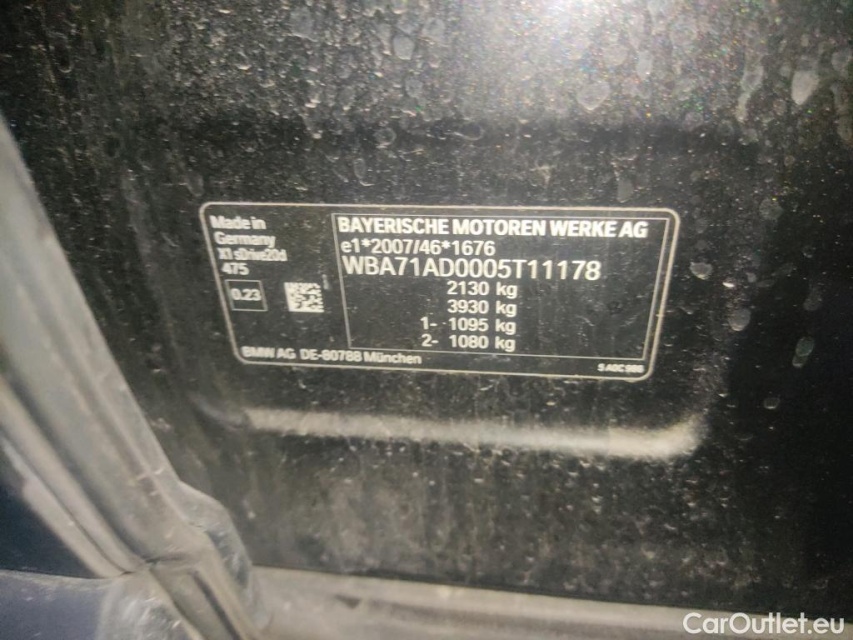 Made in
Germany
X1 sDrive20d
475
0.23
BAYERISCHE MOTOREN WERKE AG
e1*2007/46*1676
WBA71AD0005T11178
2130 kg
3930 kg
1- 1095 kg
2- 1080 kg
BMW AG DE-80788 München
CarOutlet.eu